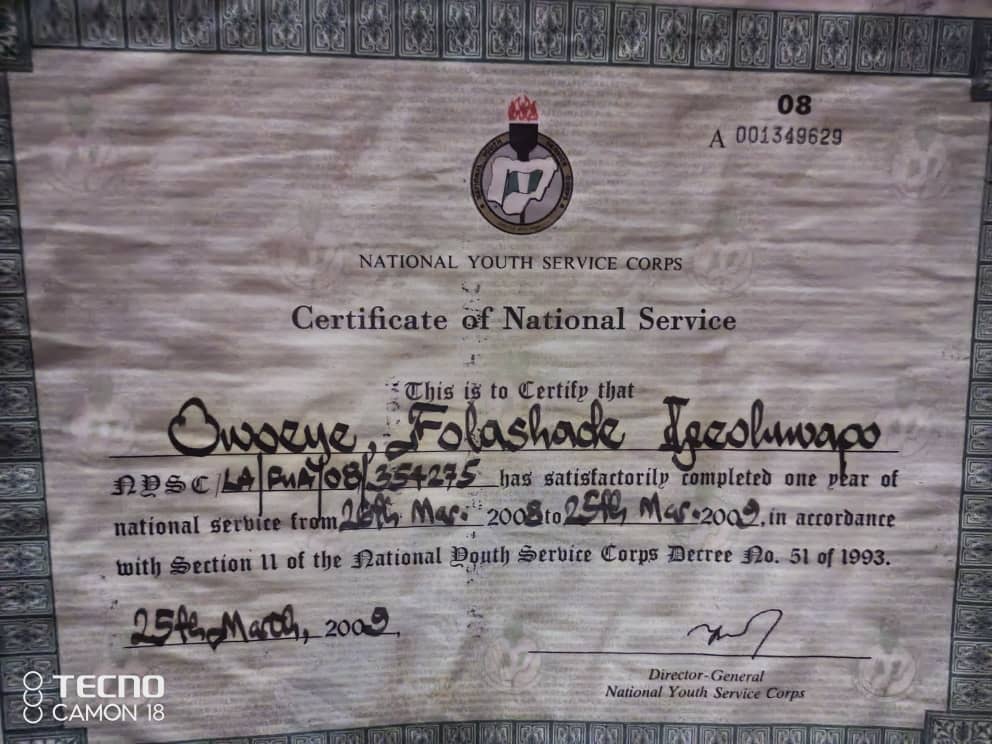 08
A 001349629
NATIONAL YOUTH SERVICE CORPS
Certificate of National Service
This is to Certify that
Owoeye, Folashade Ifeoluwapo
NYSC/LA/PUA/08/354275 has satisfactorily completed one year of
national service from 26th Mar. 2008 to 25th Mar. 2009, in accordance
with Section 11 of the National Youth Service Corps Decree No. 51 of 1993.
25th March, 2009,
Director-General
National Youth Service Corps
TECNO
CAMON 18